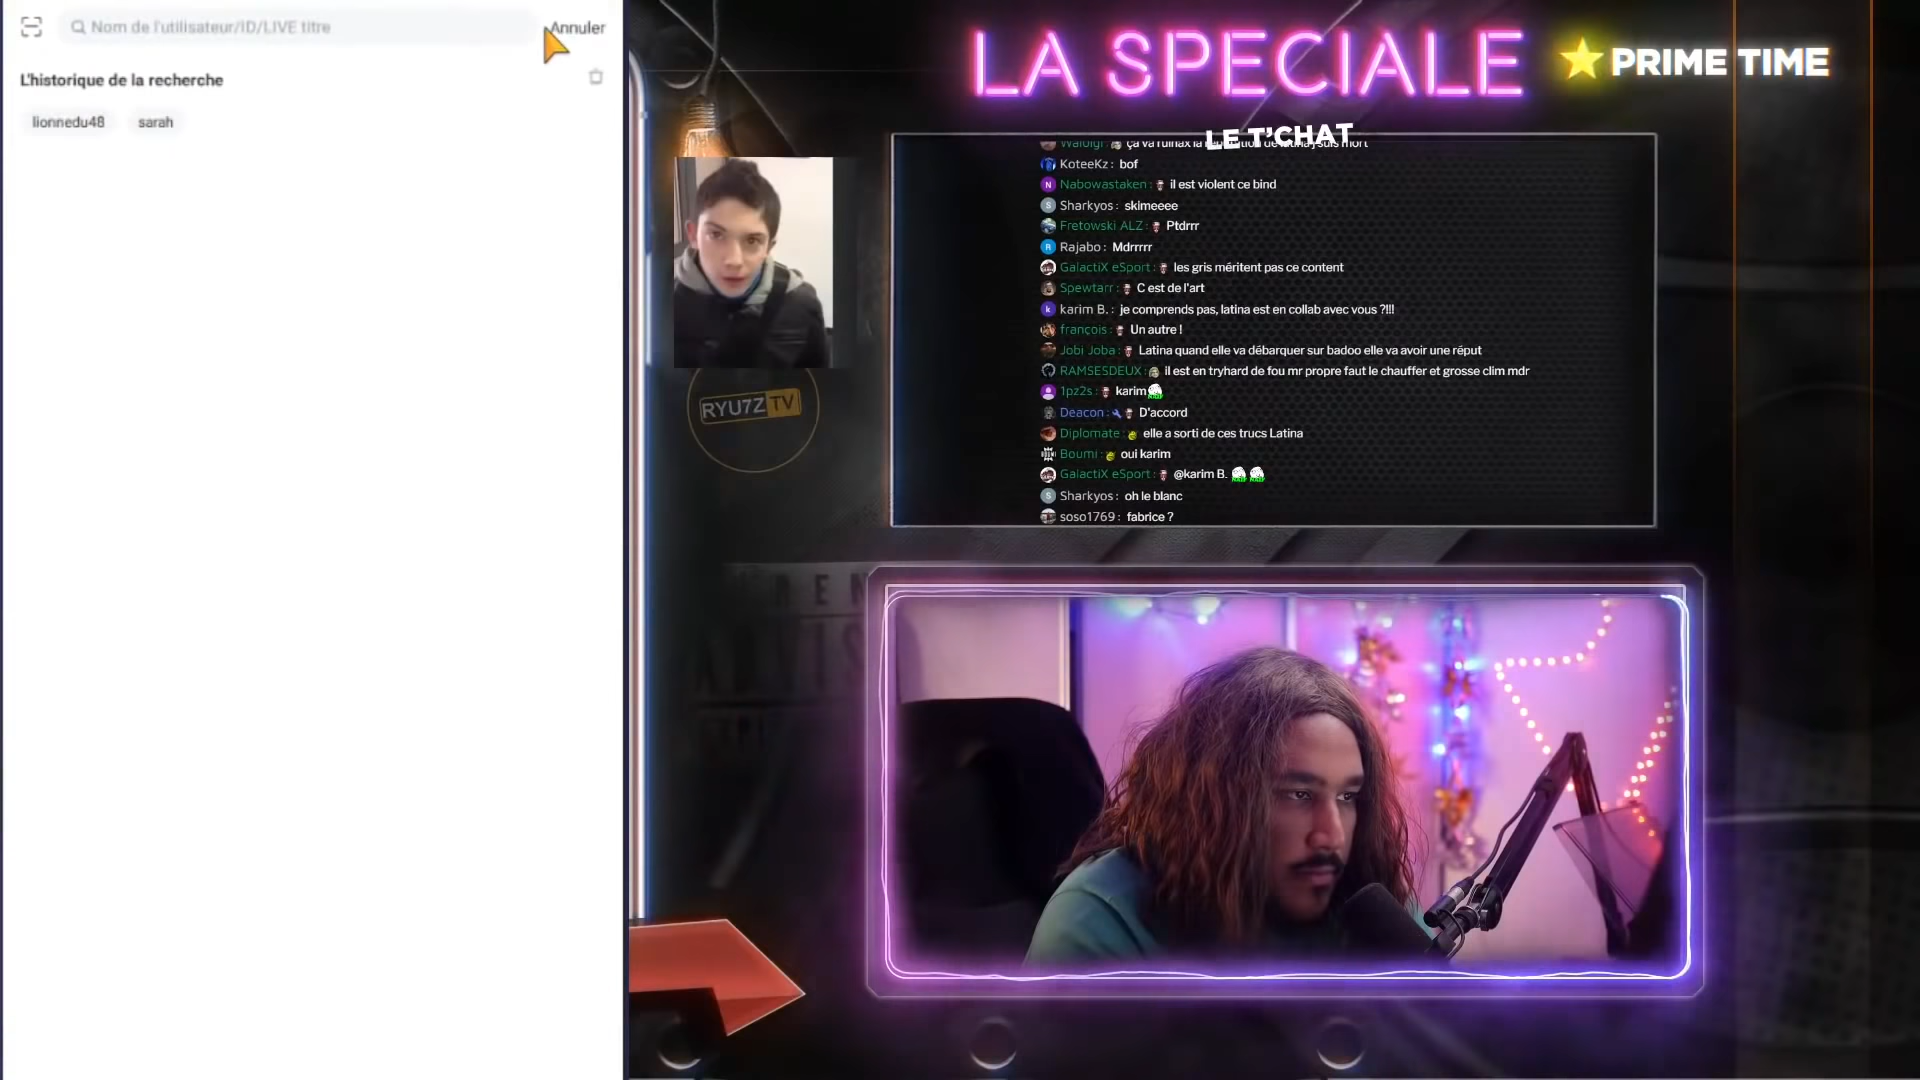 Nom de l'utilisateur/ID/LIVE titre
Annuler
L'historique de la recherche
lionnedu48
sarah
LA SPECIALE
PRIME TIME
LE T'CHAT
KoteeKz : bof
Nabowastaken : il est violent ce bind
Sharkyos : skimeeee
Fretowski ALZ : Ptdrrr
Rajabo : Mdrrrrr
GalactiX eSport : les gris méritent pas ce content
Spewtarr : C est de l'art
karim B. : je comprends pas, latina est en collab avec vous ?!!!
françois : Un autre !
Jobi Joba : Latina quand elle va débarquer sur badoo elle va avoir une réput
RAMSESDEUX : il est en tryhard de fou mr propre faut le chauffer et grosse clim mdr
1pz2s : karim
Deacon : D'accord
Diplomate : elle a sorti de ces trucs Latina
Boumi : oui karim
GalactiX eSport : @karim B.
Sharkyos : oh le blanc
soso1769 : fabrice ?
RYU7Z TV